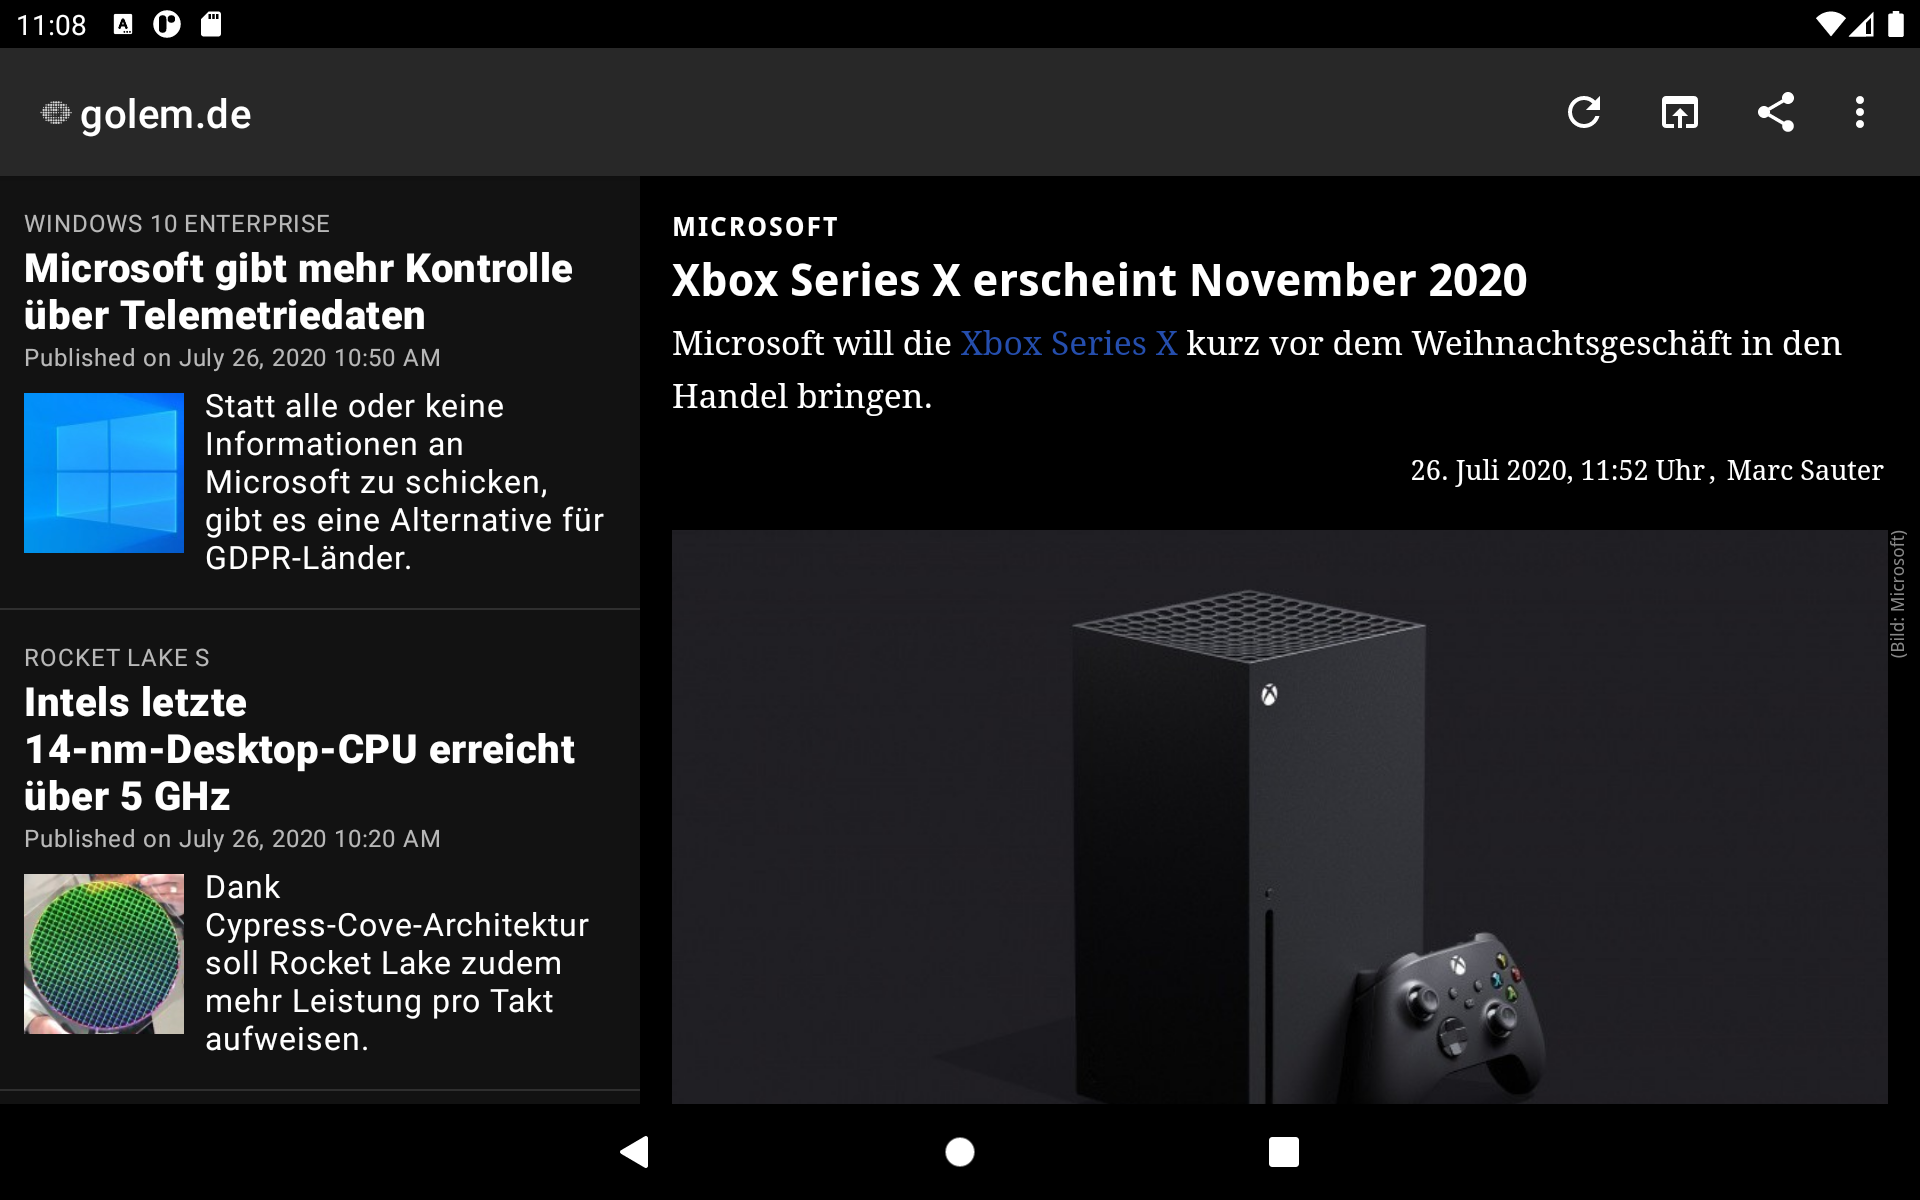 11:08
golem.de
WINDOWS 10 ENTERPRISE
Microsoft gibt mehr Kontrolle
über Telemetriedaten
Published on July 26, 2020 10:50 AM
Statt alle oder keine
Informationen an
Microsoft zu schicken,
gibt es eine Alternative für
GDPR-Länder.
ROCKET LAKE S
Intels letzte
14-nm-Desktop-CPU erreicht
über 5 GHz
Published on July 26, 2020 10:20 AM
Dank
Cypress-Cove-Architektur
soll Rocket Lake zudem
mehr Leistung pro Takt
aufweisen.
MICROSOFT
Xbox Series X erscheint November 2020
Microsoft will die Xbox Series X kurz vor dem Weihnachtsgeschäft in den
Handel bringen.
26. Juli 2020, 11:52 Uhr, Marc Sauter
(Bild: Microsoft)